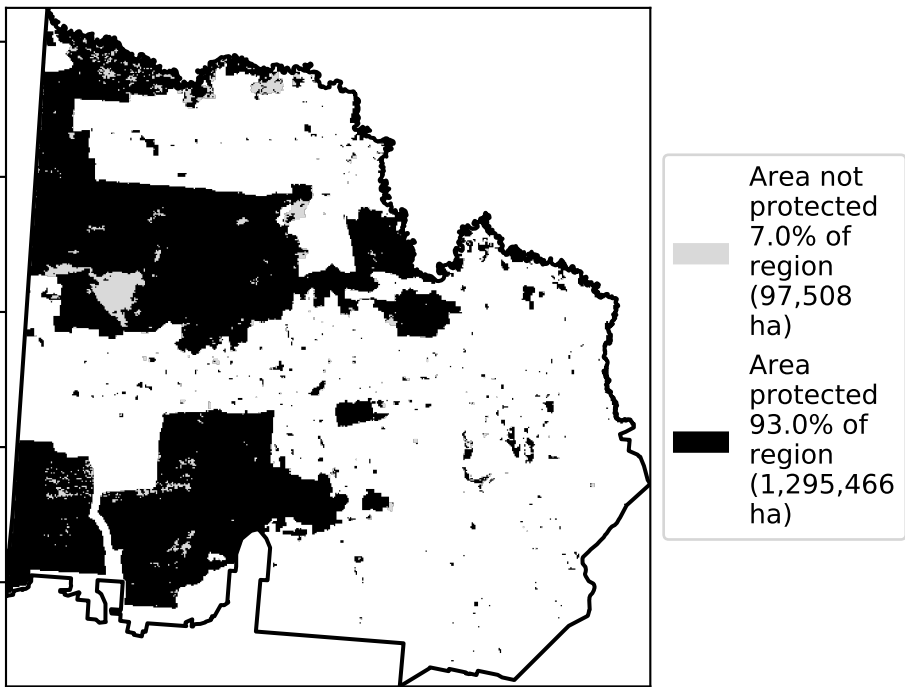 Area not
protected
7.0% of
region
(97,508
ha)
Area
protected
93.0% of
region
(1,295,466
ha)